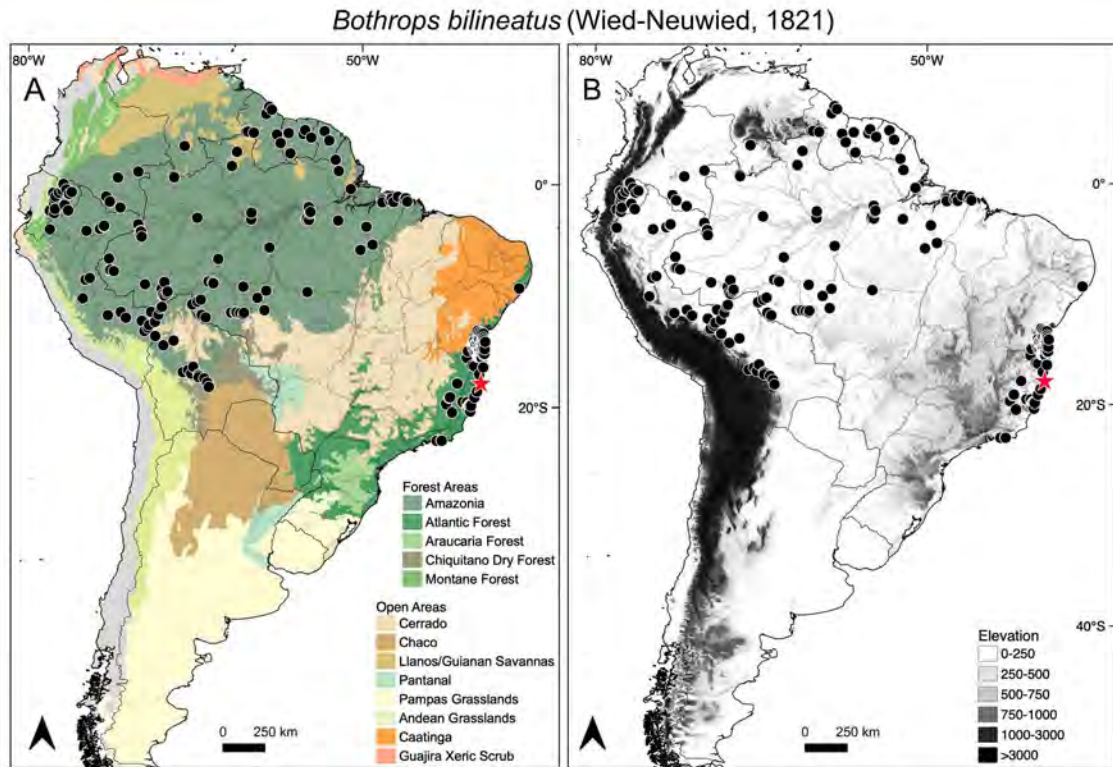 Bothrops bilineatus (Wied-Neuwied, 1821)
A
80°W
50°W
0°
20°S
Forest Areas
Amazonia
Atlantic Forest
Araucaria Forest
Chiquitano Dry Forest
Montane Forest
Open Areas
Cerrado
Chaco
Llanos/Guianan Savannas
Pantanal
Pampas Grasslands
Andean Grasslands
Caatinga
Guajira Xeric Scrub
0 250 km
B
80°W
50°W
0°
20°S
40°S
Elevation
0-250
250-500
500-750
750-1000
1000-3000
>3000
0 250 km